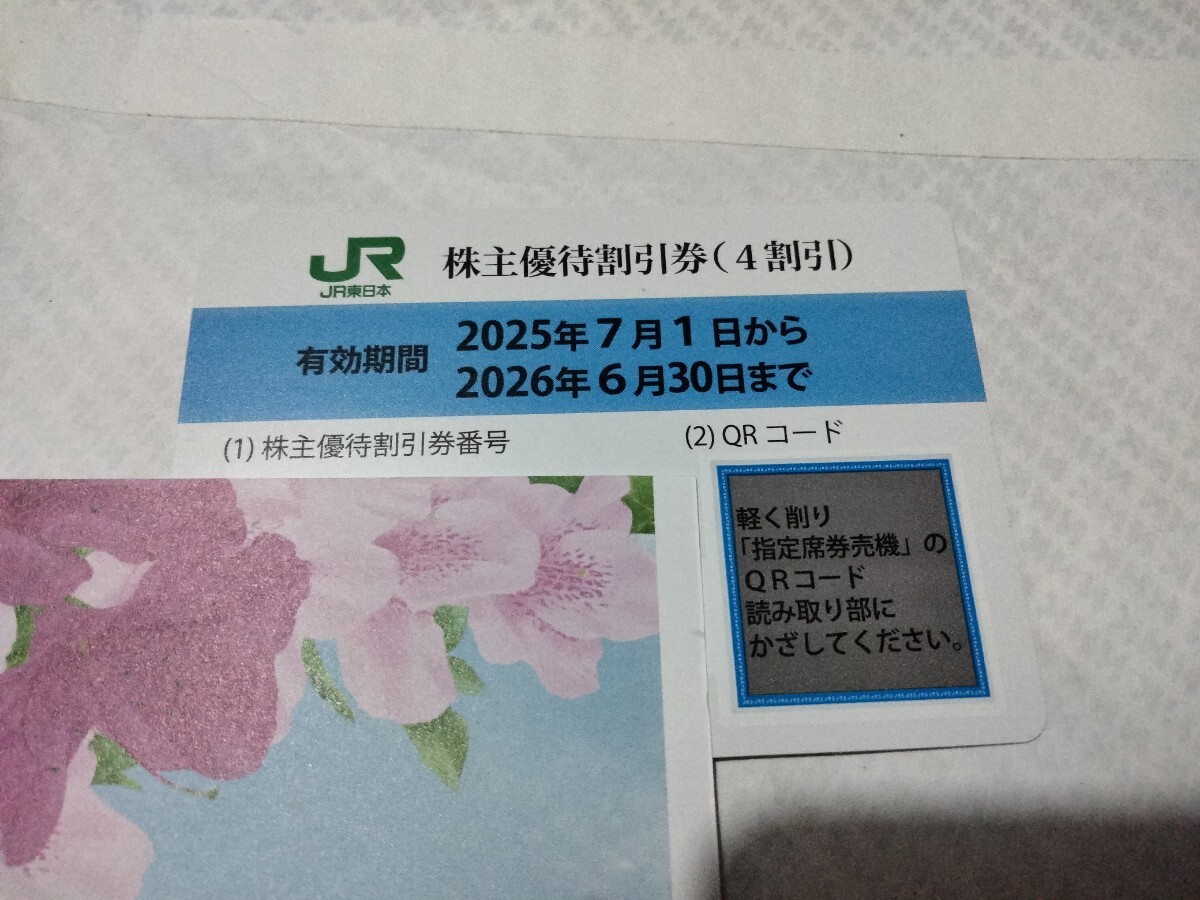 JR
JR東日本
株主優待割引券(4割引)
有効期間
2025年7月1日から
2026年6月30日まで
(1) 株主優待割引券番号
(2) QR コード
軽く削り
「指定席券売機」の
QRコード
読み取り部に
かざしてください。